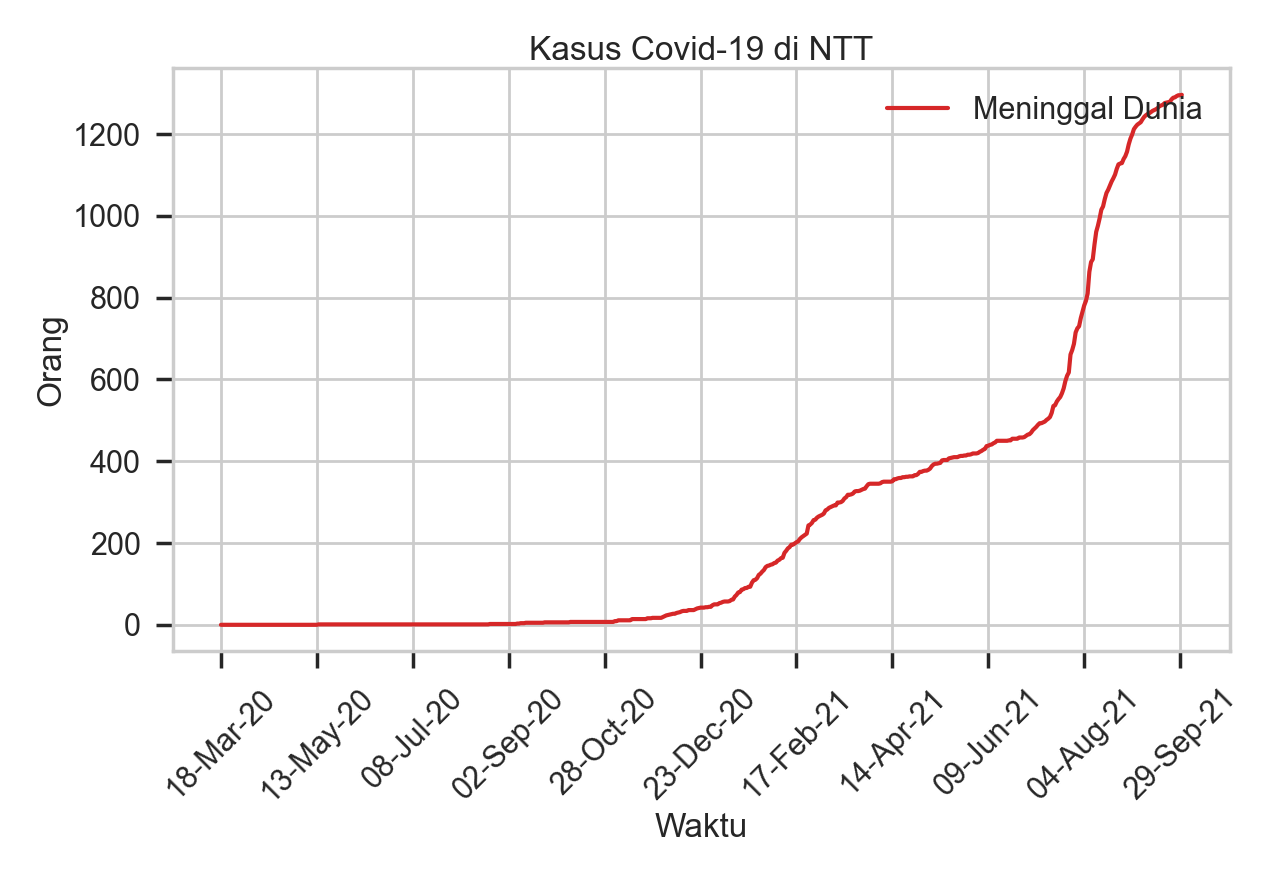 Kasus Covid-19 di NTT
Meninggal Dunia
1200
1000
800
600
400
200
0
Orang
18-Mar-20
13-May-20
08-Jul-20
02-Sep-20
28-Oct-20
23-Dec-20
17-Feb-21
14-Apr-21
09-Jun-21
04-Aug-21
29-Sep-21
Waktu